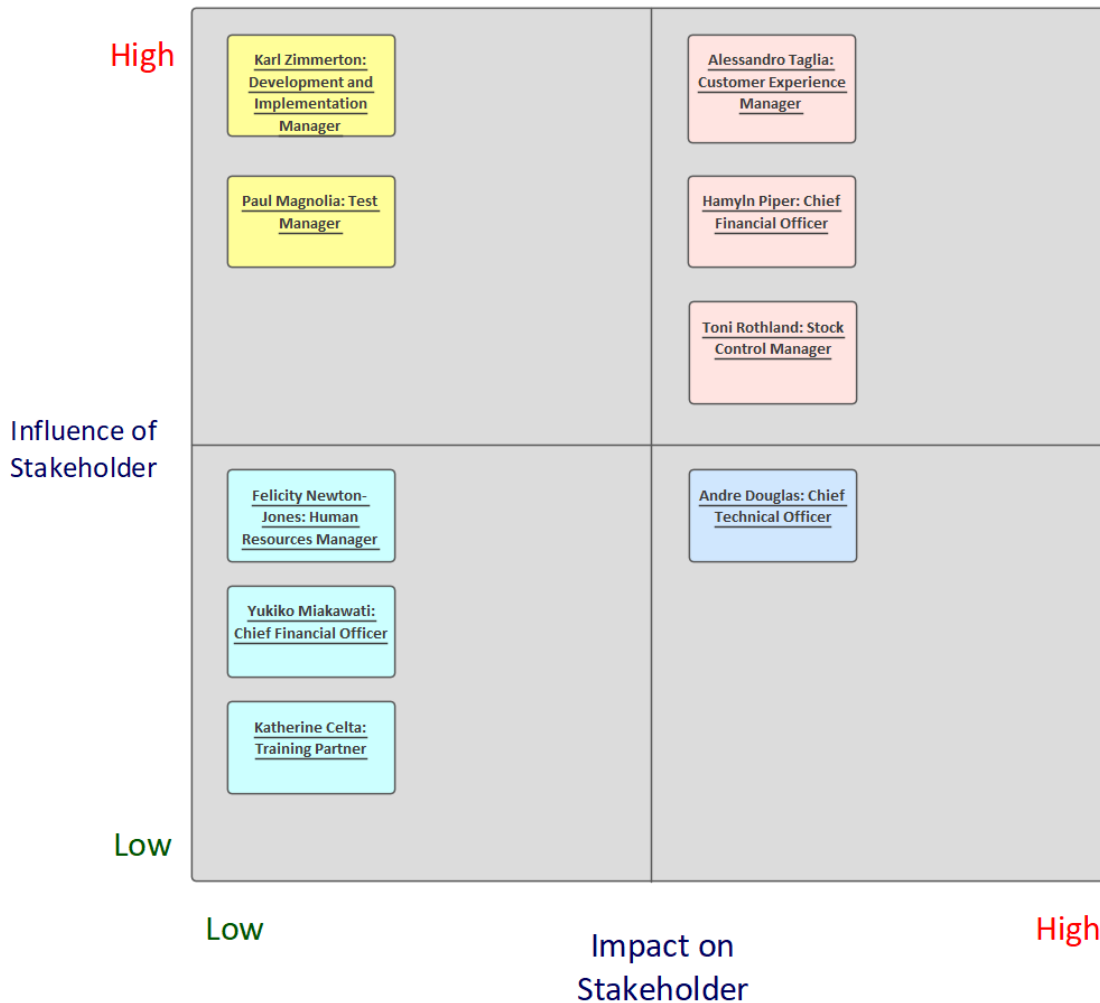 High
Karl Zimmerton:
Development and
Implementation
Manager
Alessandro Taglia:
Customer Experience
Manager
Paul Magnolia: Test
Manager
Hamyln Piper: Chief
Financial Officer
Toni Rothland: Stock
Control Manager
Influence of
Stakeholder
Felicity Newton-
Jones: Human
Resources Manager
Andre Douglas: Chief
Technical Officer
Yukiko Miakawati:
Chief Financial Officer
Katherine Celta:
Training Partner
Low
Low
High
Impact on
Stakeholder